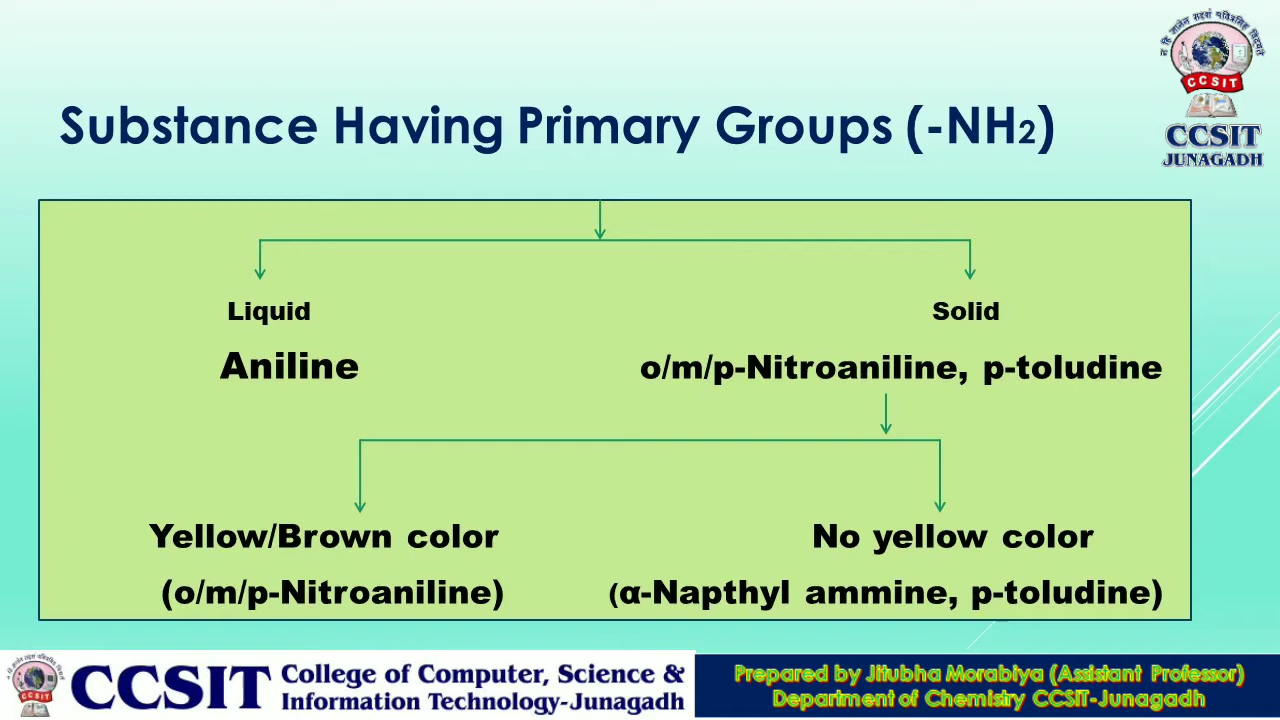 CCSIT
CCSIT
JUNAGADH
Substance Having Primary Groups (-NH₂)
Liquid
Solid
Aniline
o/m/p-Nitroaniline, p-toludine
Yellow/Brown color
No yellow color
(o/m/p-Nitroaniline)
(α-Napthyl ammine, p-toludine)
CCSIT
CCSIT
College of Computer, Science &
Information Technology-Junagadh
Prepared by Jitubha Morabiya (Assistant Professor)
Department of Chemistry CCSIT-Junagadh